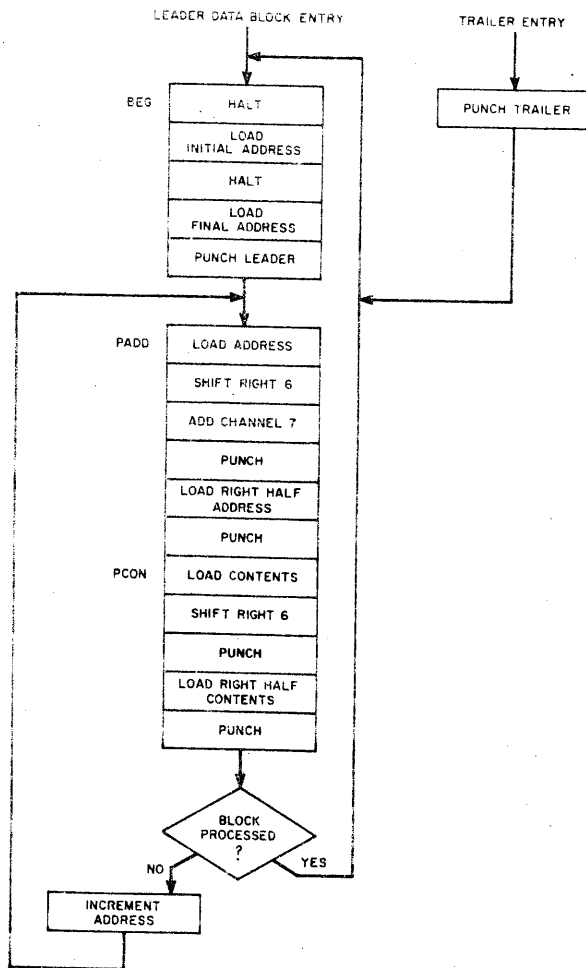 LEADER DATA BLOCK ENTRY
TRAILER ENTRY
BEG
HALT
LOAD
INITIAL ADDRESS
HALT
LOAD
FINAL ADDRESS
PUNCH LEADER
PUNCH TRAILER
PADD
LOAD ADDRESS
SHIFT RIGHT 6
ADD CHANNEL 7
PUNCH
LOAD RIGHT HALF
ADDRESS
PUNCH
PCON
LOAD CONTENTS
SHIFT RIGHT 6
PUNCH
LOAD RIGHT HALF
CONTENTS
PUNCH
BLOCK
PROCESSED
?
NO
YES
INCREMENT
ADDRESS